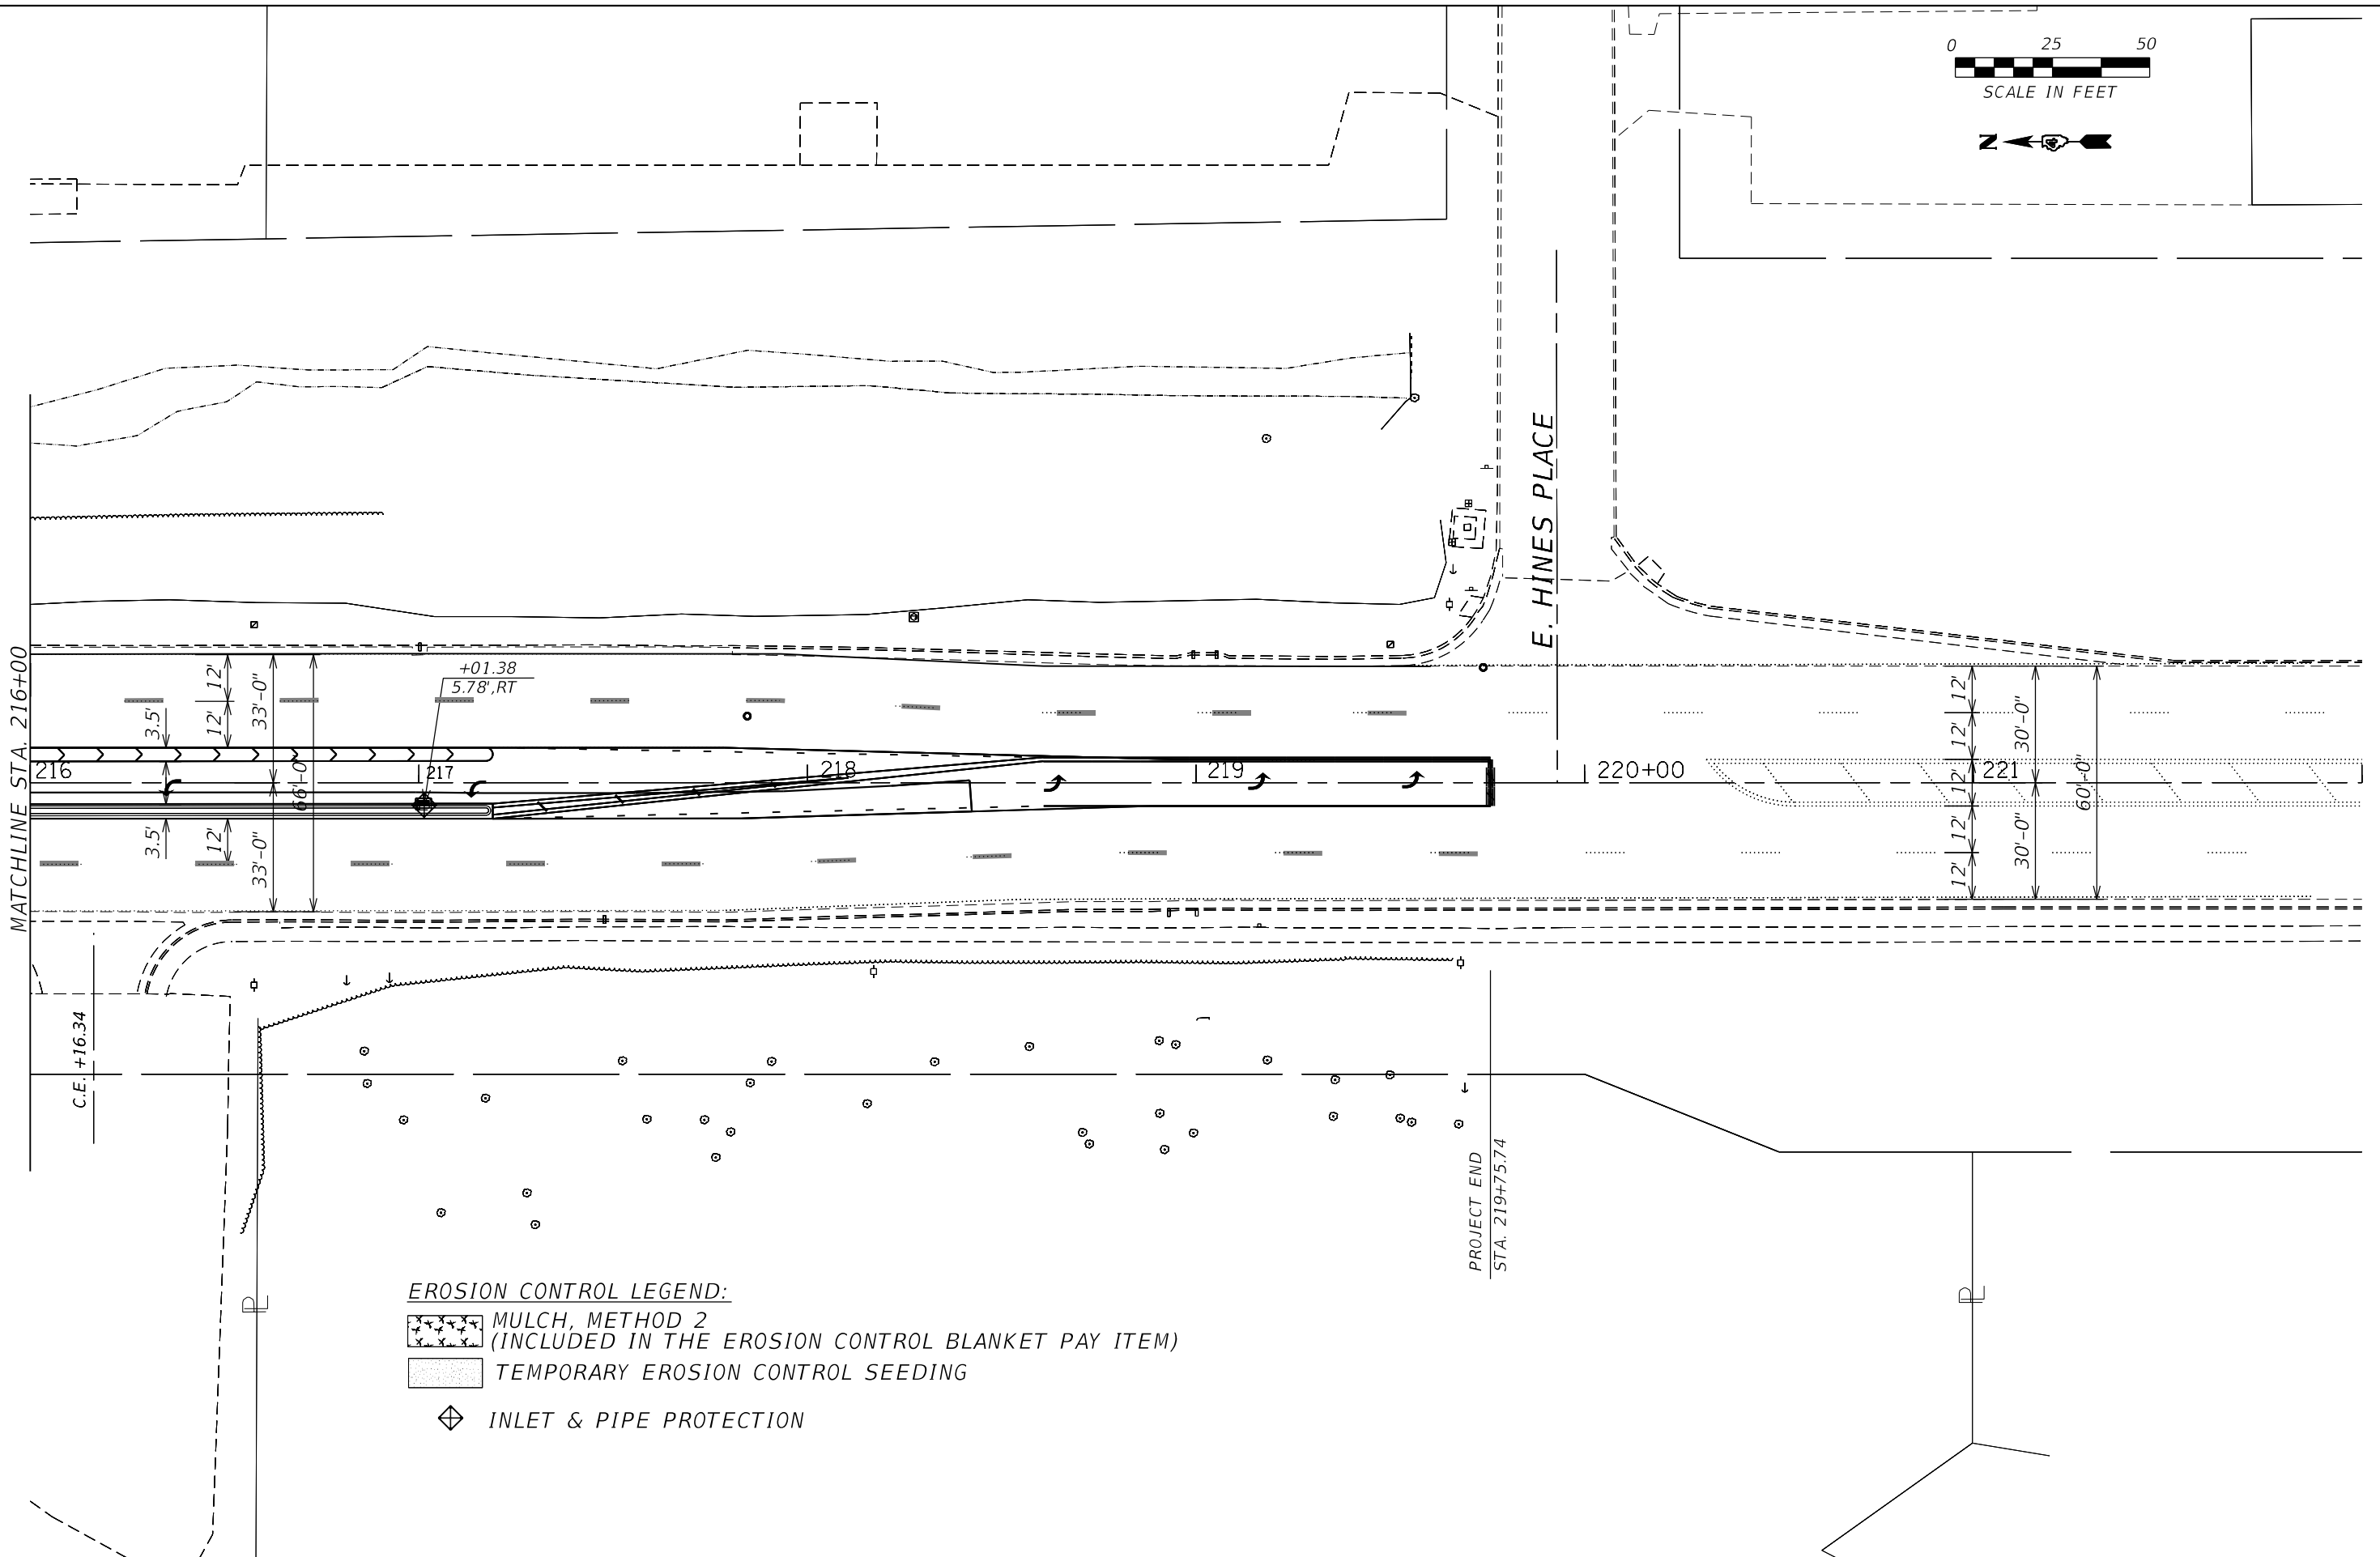 0 25 50
SCALE IN FEET
N
E. HINES PLACE
MATCHLINE STA. 216+00
+01.38
5.78',RT
12'
12'
33'-0"
3.5'
66'-0"
216
217
218
219
220+00
221
3.5'
12'
33'-0"
12'
12'
12'
12'
12'
30'-0"
30'-0"
60'-0"
C.E. +16.34
PROJECT END
STA. 219+75.74
EROSION CONTROL LEGEND:
MULCH, METHOD 2
(INCLUDED IN THE EROSION CONTROL BLANKET PAY ITEM)
TEMPORARY EROSION CONTROL SEEDING
INLET & PIPE PROTECTION